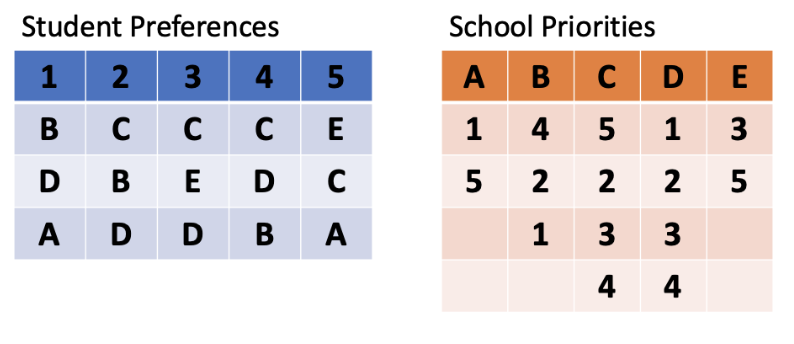 Student Preferences School Priorities
1 2 3 4 5 A B C D E
B C C C E 1 4 5 1 3
D B E D C 5 2 2 2 5
A D D B A 1 3 3
4 4